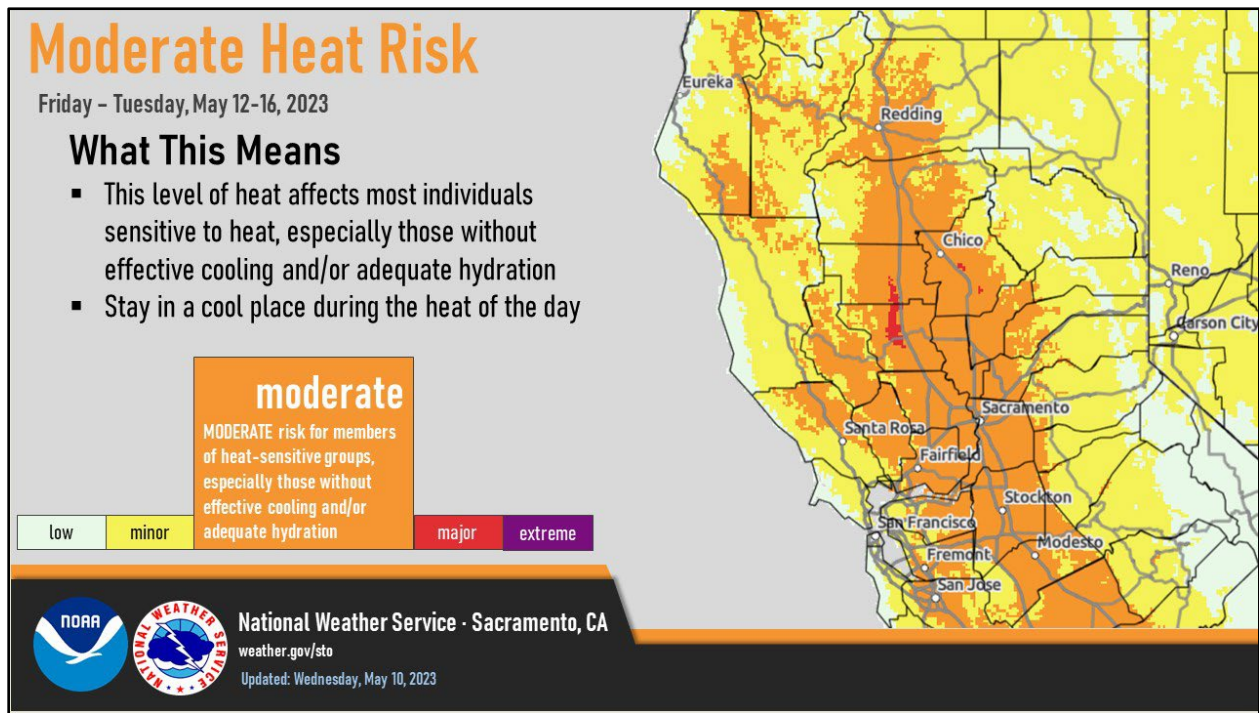 Moderate Heat Risk
Friday – Tuesday, May 12-16, 2023
What This Means
▪ This level of heat affects most individuals
sensitive to heat, especially those without
effective cooling and/or adequate hydration
▪ Stay in a cool place during the heat of the day
moderate
MODERATE risk for members
of heat-sensitive groups,
especially those without
effective cooling and/or
adequate hydration
low
minor
major
extreme
Eureka
Redding
Chico
Reno
Carson City
Sacramento
Santa Rosa
Fairfield
Stockton
San Francisco
Modesto
Fremont
San Jose
NOAA
NATIONAL WEATHER SERVICE
National Weather Service - Sacramento, CA
weather.gov/sto
Updated: Wednesday, May 10, 2023